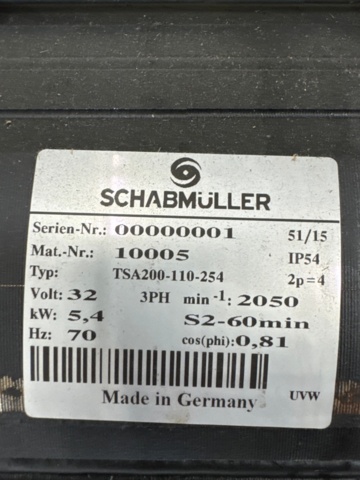 SCHABMÜLLER
Serien-Nr.: 00000001 51/15
Mat.-Nr.: 10005 IP54
Typ: TSA200-110-254 2p=4
Volt: 32 3PH min -1: 2050
kW: 5,4 S2-60min
Hz: 70 cos(phi):0,81
Made in Germany UVW